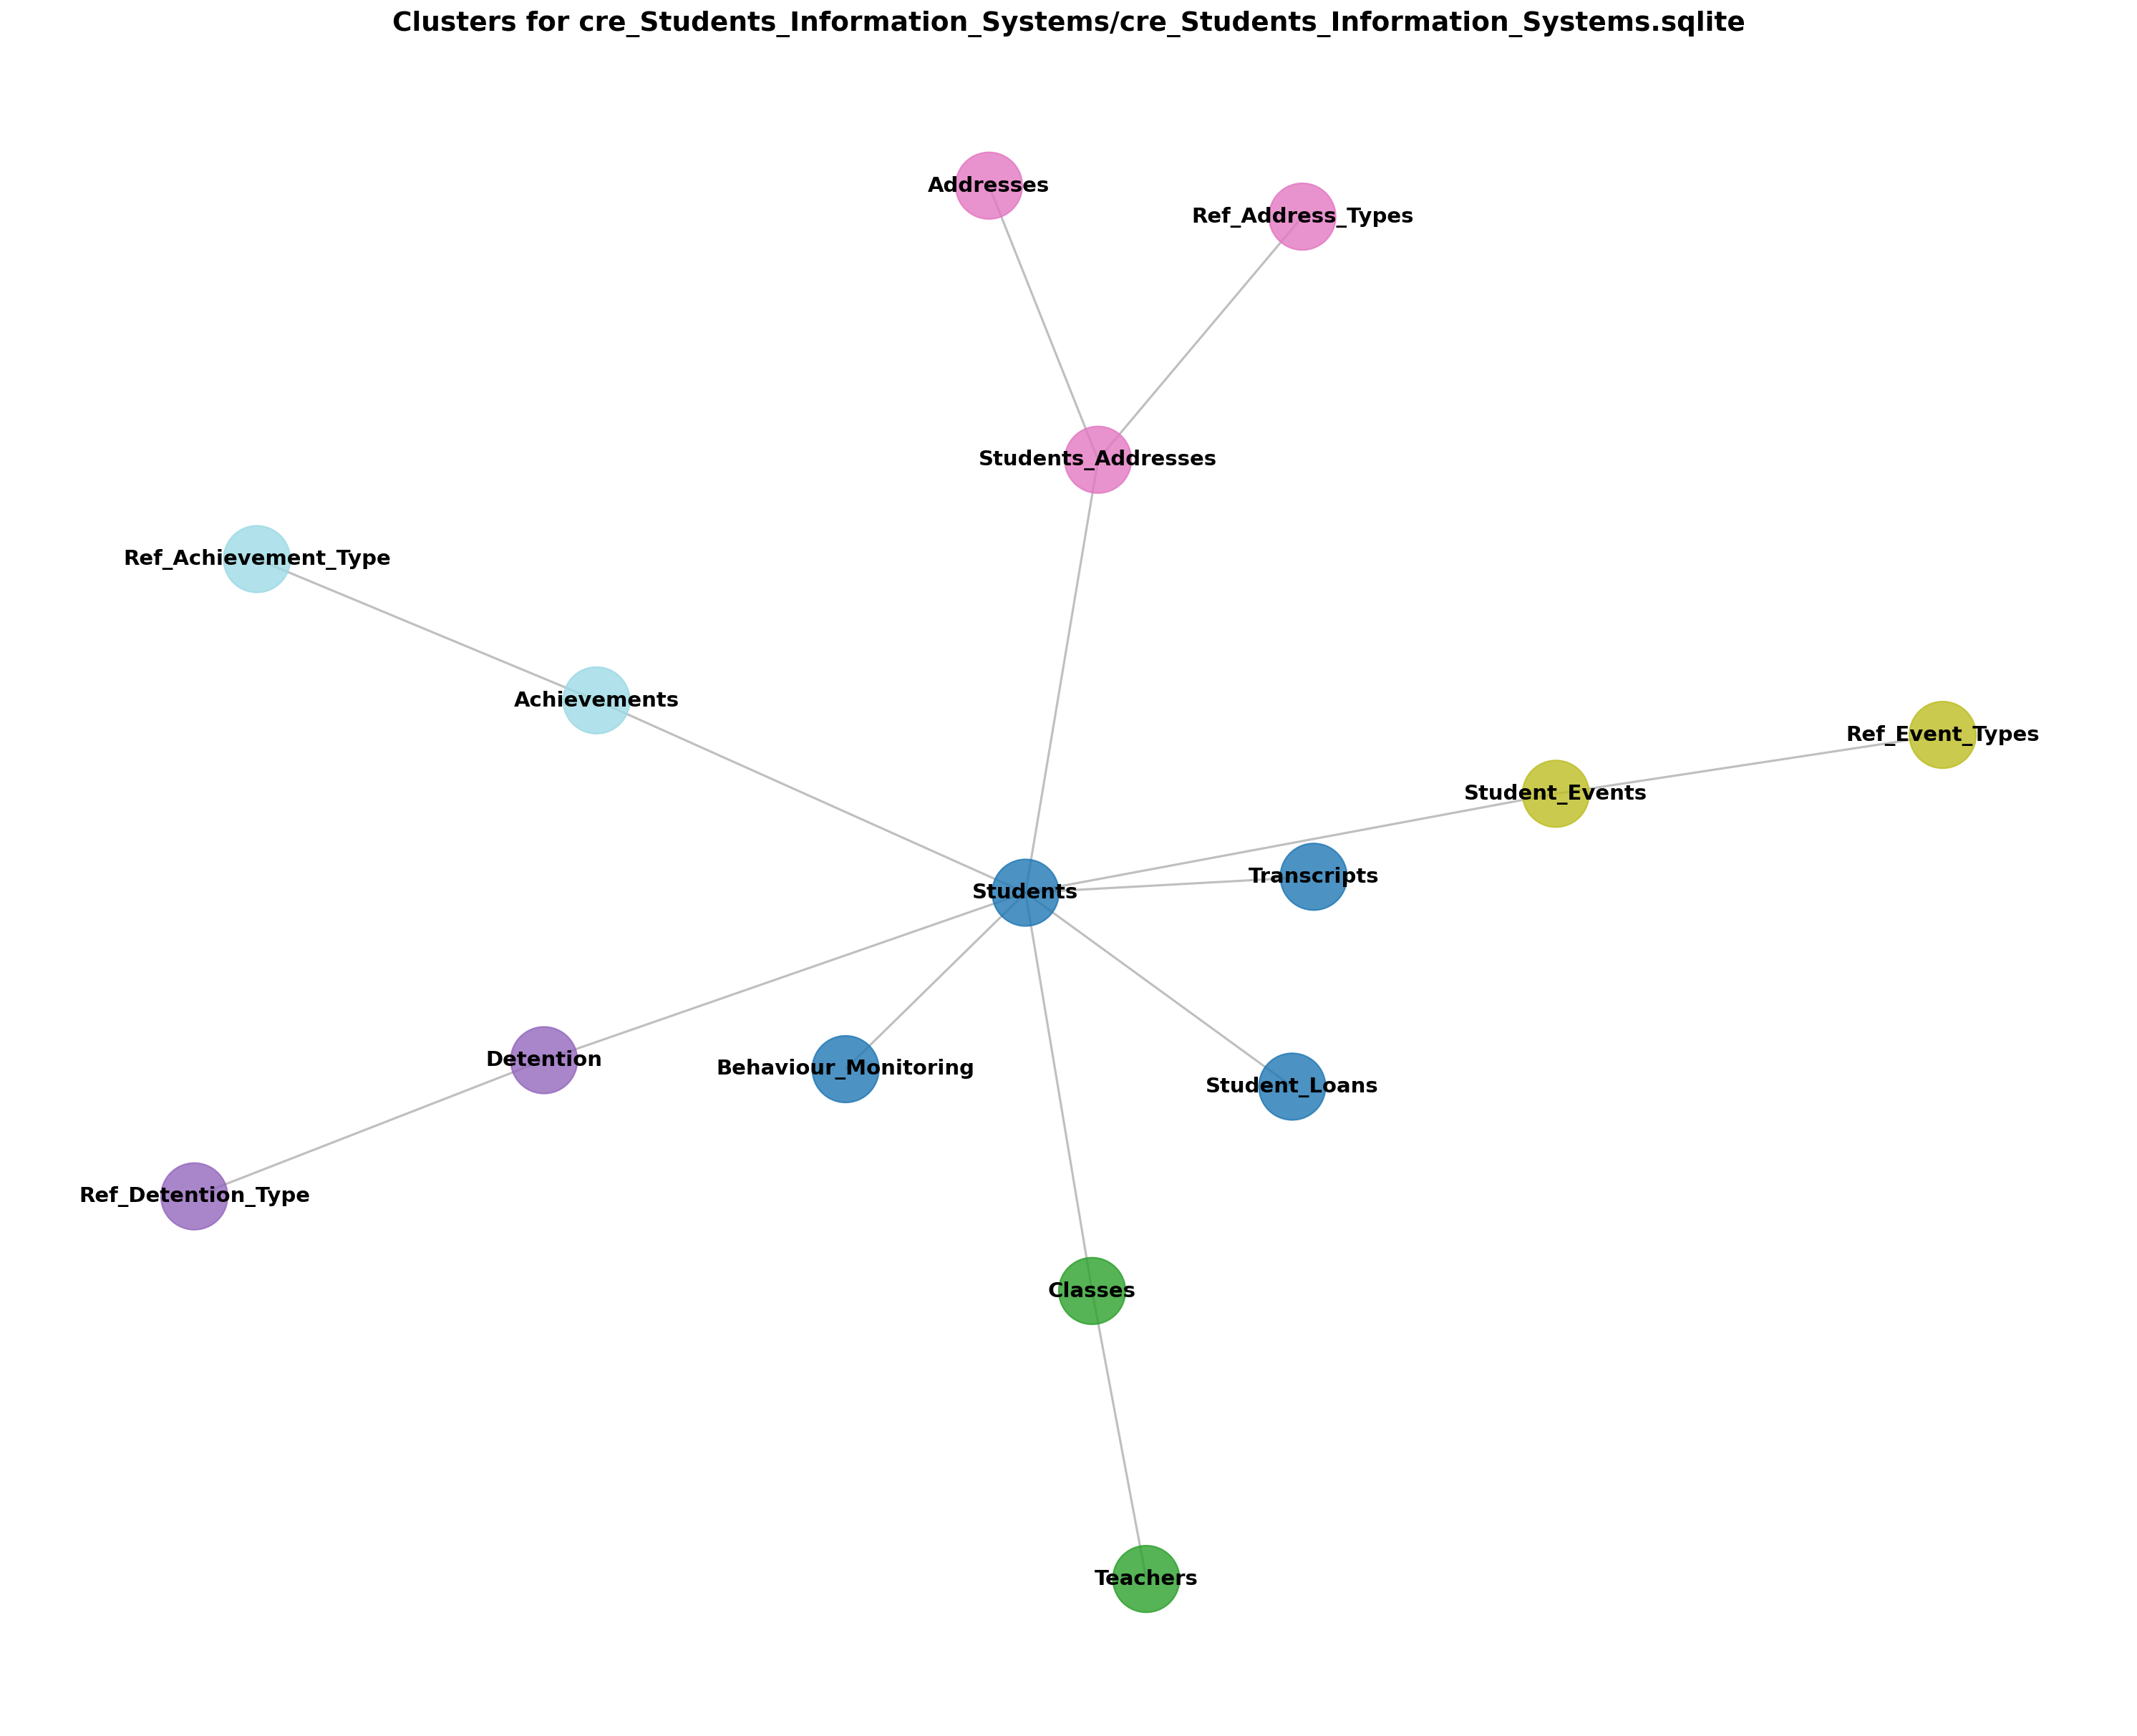 Clusters for cre_Students_Information_Systems/cre_Students_Information_Systems.sqlite
Addresses
Ref_Address_Types
Students_Addresses
Ref_Achievement_Type
Achievements
Ref_Event_Types
Student_Events
Transcripts
Students
Detention
Behaviour_Monitoring
Student_Loans
Ref_Detention_Type
Classes
Teachers